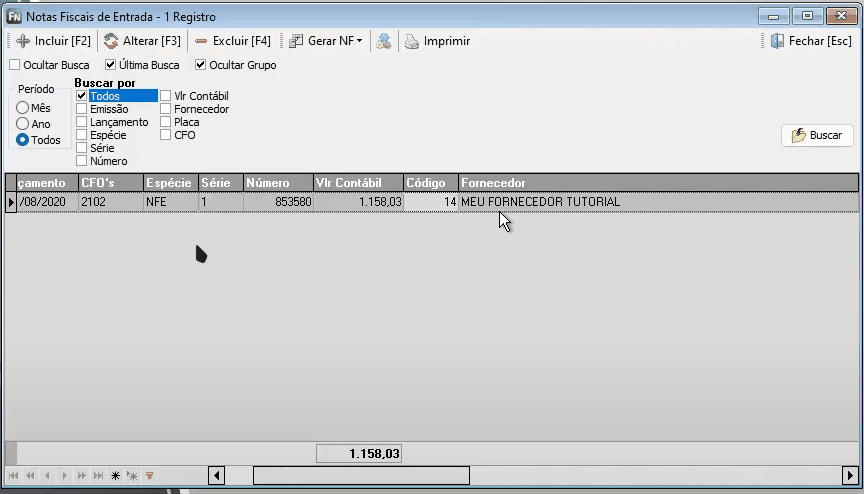 FN Notas Fiscais de Entrada - 1 Registro
Incluir [F2] Alterar [F3] Excluir [F4] Gerar NF Imprimir Fechar [Esc]
Ocultar Busca Última Busca Ocultar Grupo
Período
Mês
Ano
Todos
Buscar por
Todos Vlr Contábil
Emissão Fornecedor
Lançamento Placa
Espécie CFO
Série
Número
Buscar
çamento CFO's Espécie Série Número Vlr Contábil Código Fornecedor
/08/2020 2102 NFE 1 853580 1.158,03 14 MEU FORNECEDOR TUTORIAL
1.158,03